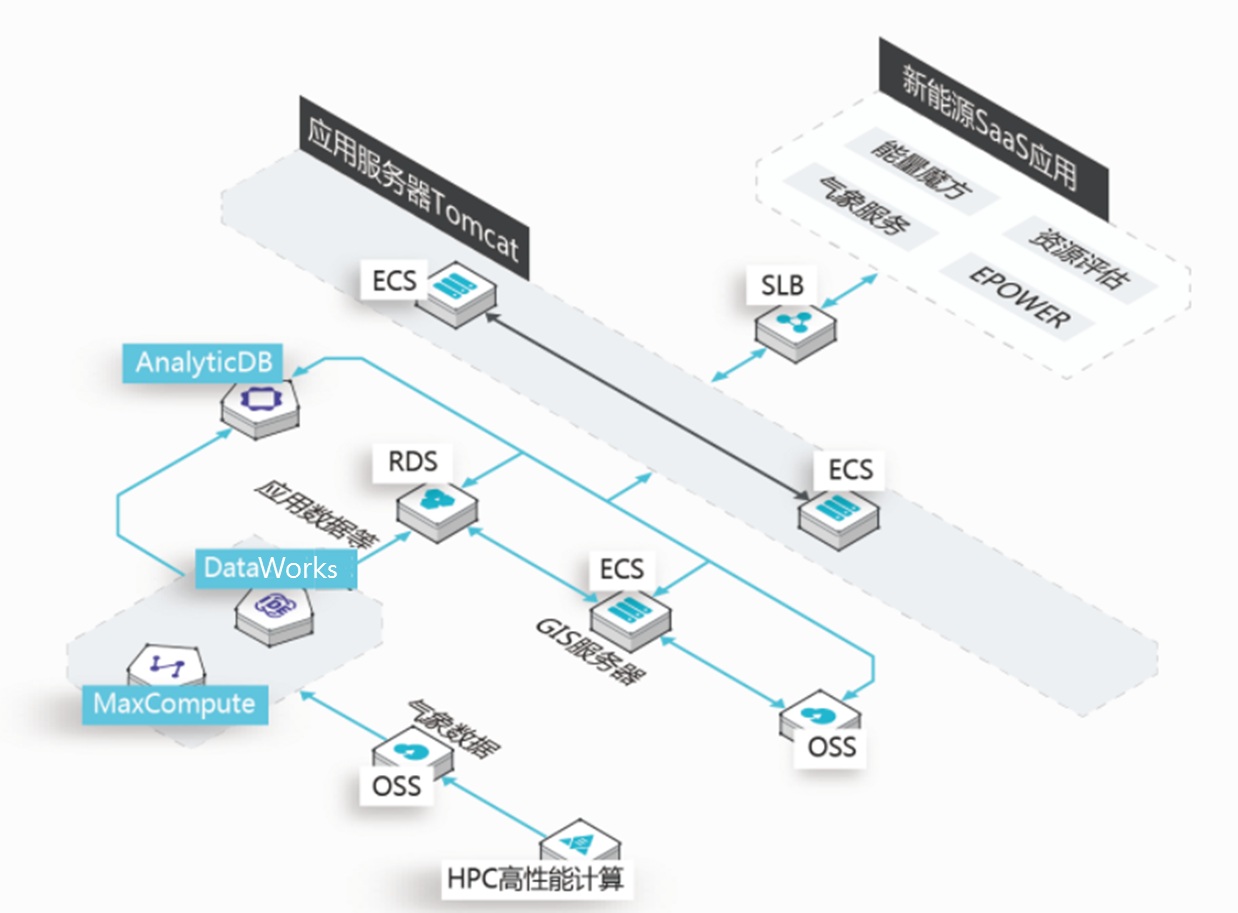 新能源SaaS应用
能量魔方
气象服务
资源评估
EPOWER
应用服务器Tomcat
ECS
SLB
AnalyticDB
RDS
ECS
应用数据等
DataWorks
IDE
ECS
GIS服务器
MaxCompute
气象数据
OSS
OSS
HPC高性能计算